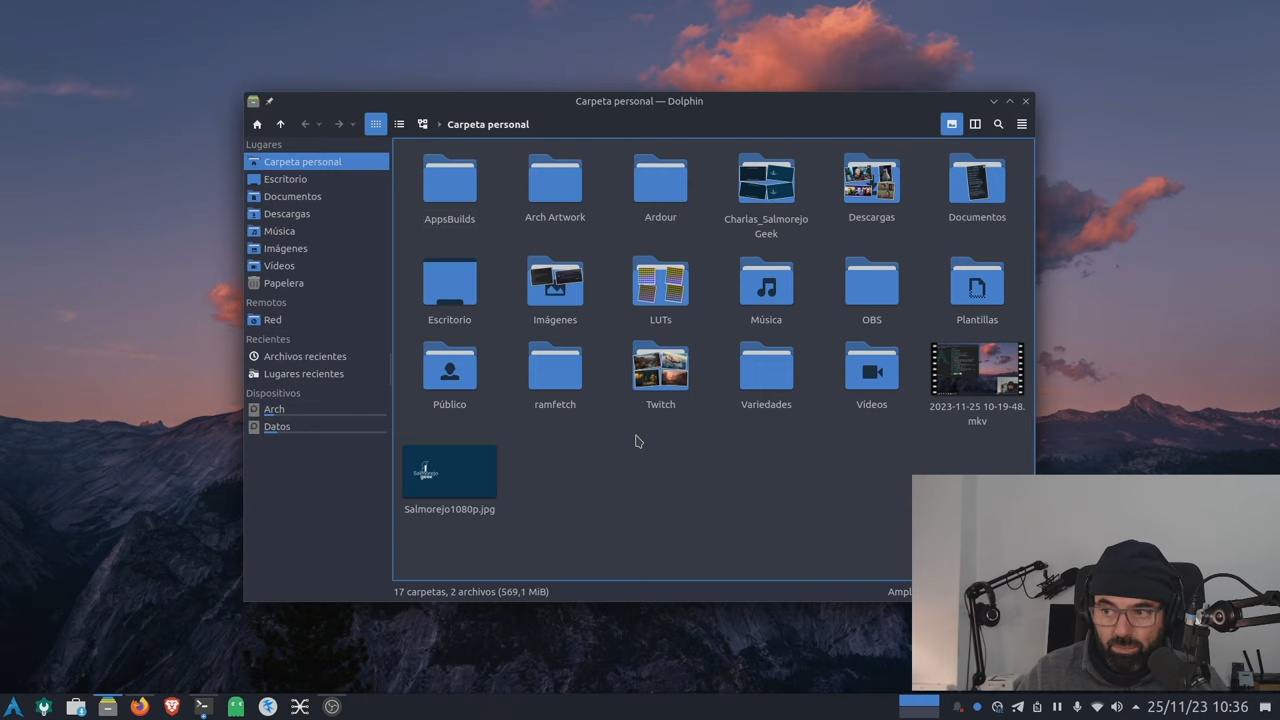 Carpeta personal — Dolphin
Carpeta personal
Lugares
Carpeta personal
Escritorio
Documentos
Descargas
Música
Imágenes
Vídeos
Papelera
Remotos
Red
Recientes
Archivos recientes
Lugares recientes
Dispositivos
Arch
Datos
AppsBuilds
Arch Artwork
Ardour
Charlas_Salmorejo
Geek
Descargas
Documentos
Escritorio
Imágenes
LUTs
Música
OBS
Plantillas
Público
ramfetch
Twitch
Variedades
Vídeos
2023-11-25 10-19-48.
mkv
Salmorejo
geek
Salmorejo1080p.jpg
17 carpetas, 2 archivos (569,1 MiB)
Ampl
25/11/23 10:36